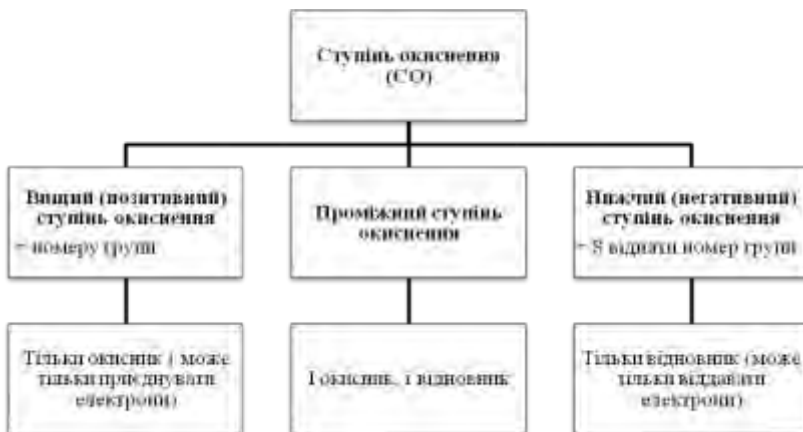 Ступінь окиснення
(СО)
Вищий (позитивний)
ступінь окиснення
= номеру групи
Проміжний ступінь
окиснення
Нижчий (негативний)
ступінь окиснення
= 8 відняти номер групи
Тільки окисник ( може
тільки приєднувати
електрони)
І окисник, і відновник
Тільки відновник (може
тільки віддавати
електрони)